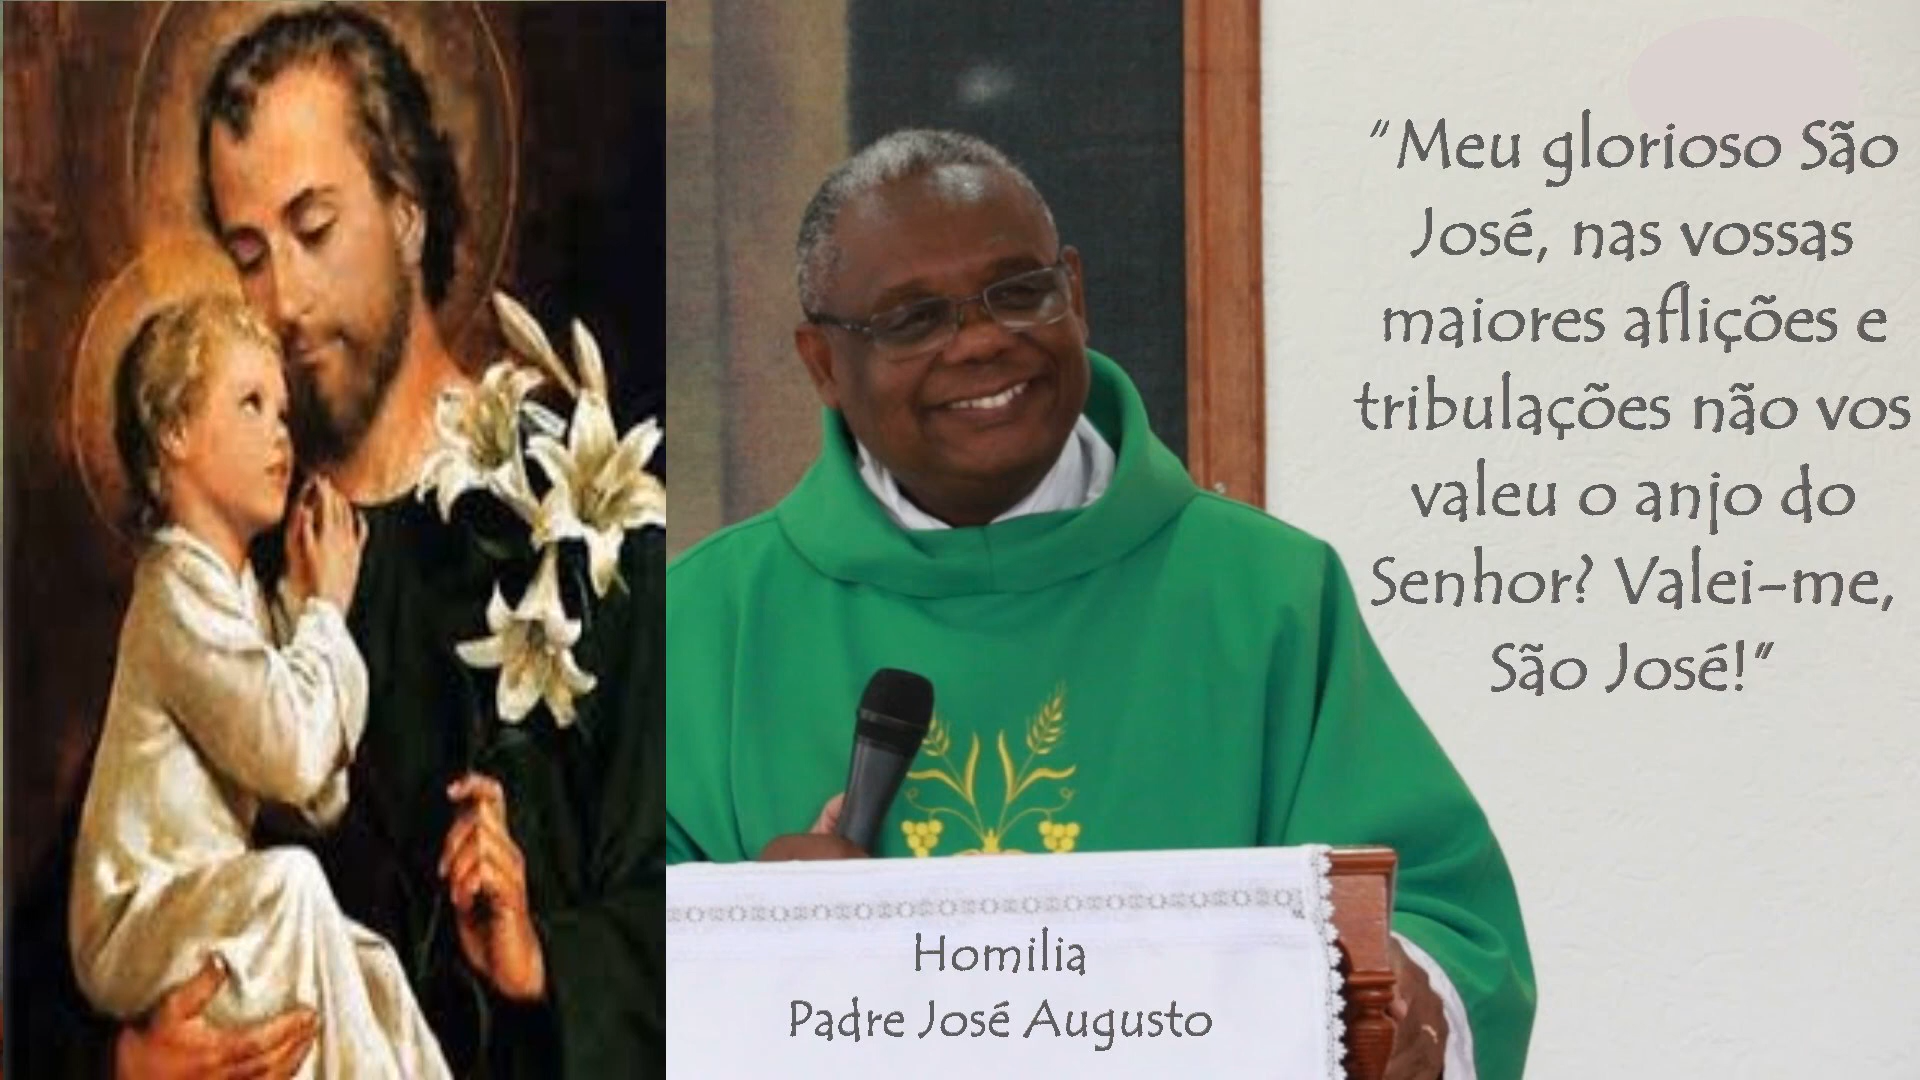 "Meu glorioso São
José, nas vossas
maiores aflições e
tribulações não vos
valeu o anjo do
Senhor? Valei-me,
São José!"
Homilia
Padre José Augusto